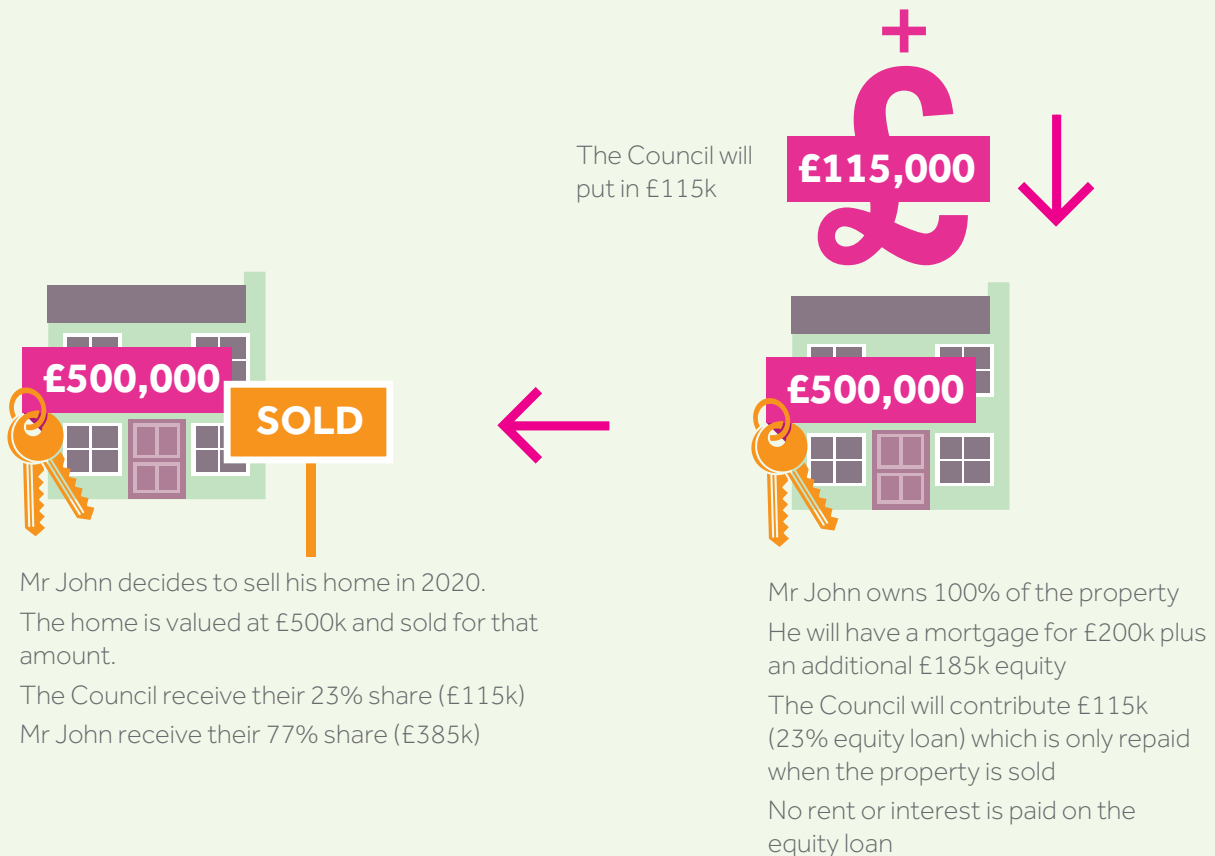 +
The Council will
put in £115k
£
£115,000
£500,000
Mr John owns 100% of the property
He will have a mortgage for £200k plus
an additional £185k equity
The Council will contribute £115k
(23% equity loan) which is only repaid
when the property is sold
No rent or interest is paid on the
equity loan
£500,000
SOLD
Mr John decides to sell his home in 2020.
The home is valued at £500k and sold for that
amount.
The Council receive their 23% share (£115k)
Mr John receive their 77% share (£385k)